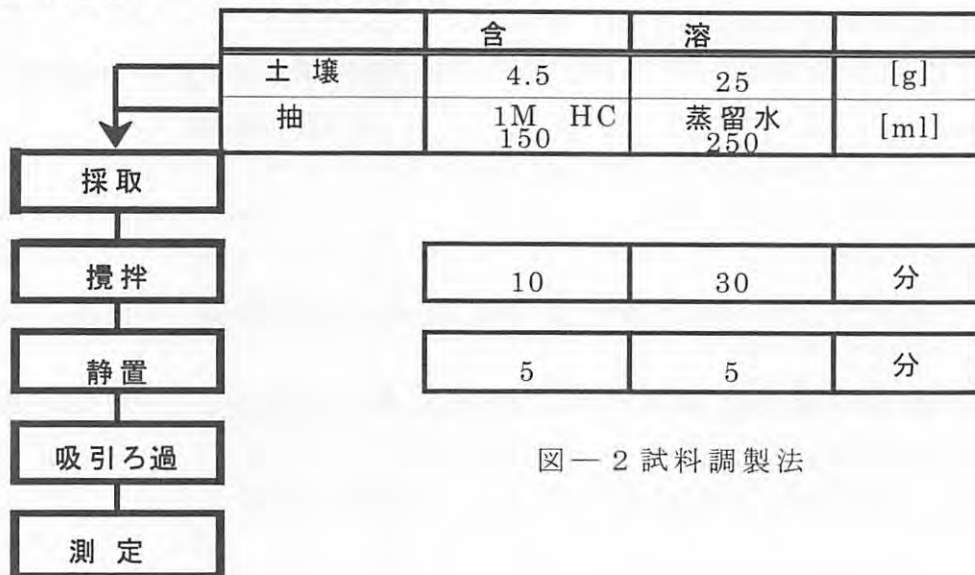 含 溶
土壌 4.5 25 [g]
抽 1M HC 150 蒸留水 250 [ml]
採取
攪拌 10 30 分
静置 5 5 分
吸引ろ過
図―2試料調製法
測定